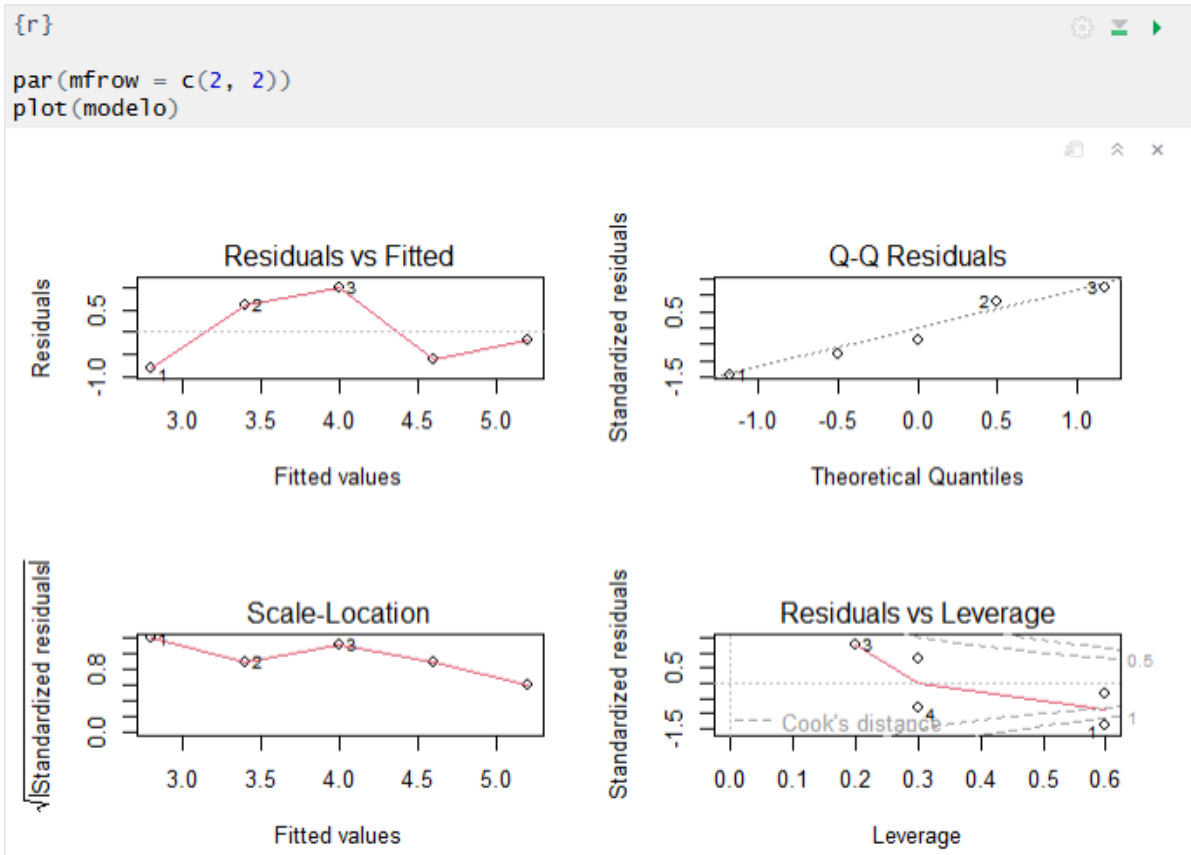 {r}
par(mfrow = c(2, 2))
plot(modelo)
Residuals vs Fitted
Residuals
0.5
-1.0
1
2
3
3.0 3.5 4.0 4.5 5.0
Fitted values
Q-Q Residuals
Standardized residuals
0.5
-1.5
1
2
3
-1.0 -0.5 0.0 0.5 1.0
Theoretical Quantiles
Scale-Location
√|Standardized residuals|
0.8
0.0
1
2
3
3.0 3.5 4.0 4.5 5.0
Fitted values
Residuals vs Leverage
Standardized residuals
0.5
-1.5
3
4
1
Cook's distance
0.5
1
0.0 0.1 0.2 0.3 0.4 0.5 0.6
Leverage